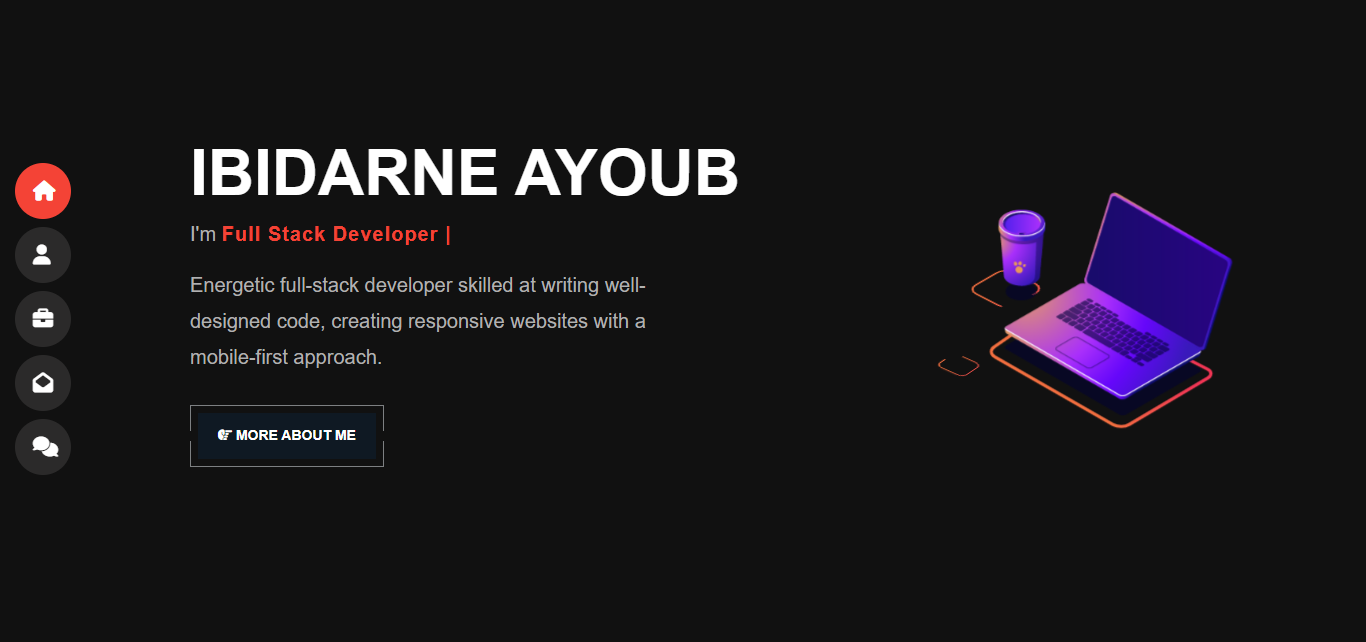 IBIDARNE AYOUB
I'm Full Stack Developer |
Energetic full-stack developer skilled at writing well-
designed code, creating responsive websites with a
mobile-first approach.
MORE ABOUT ME